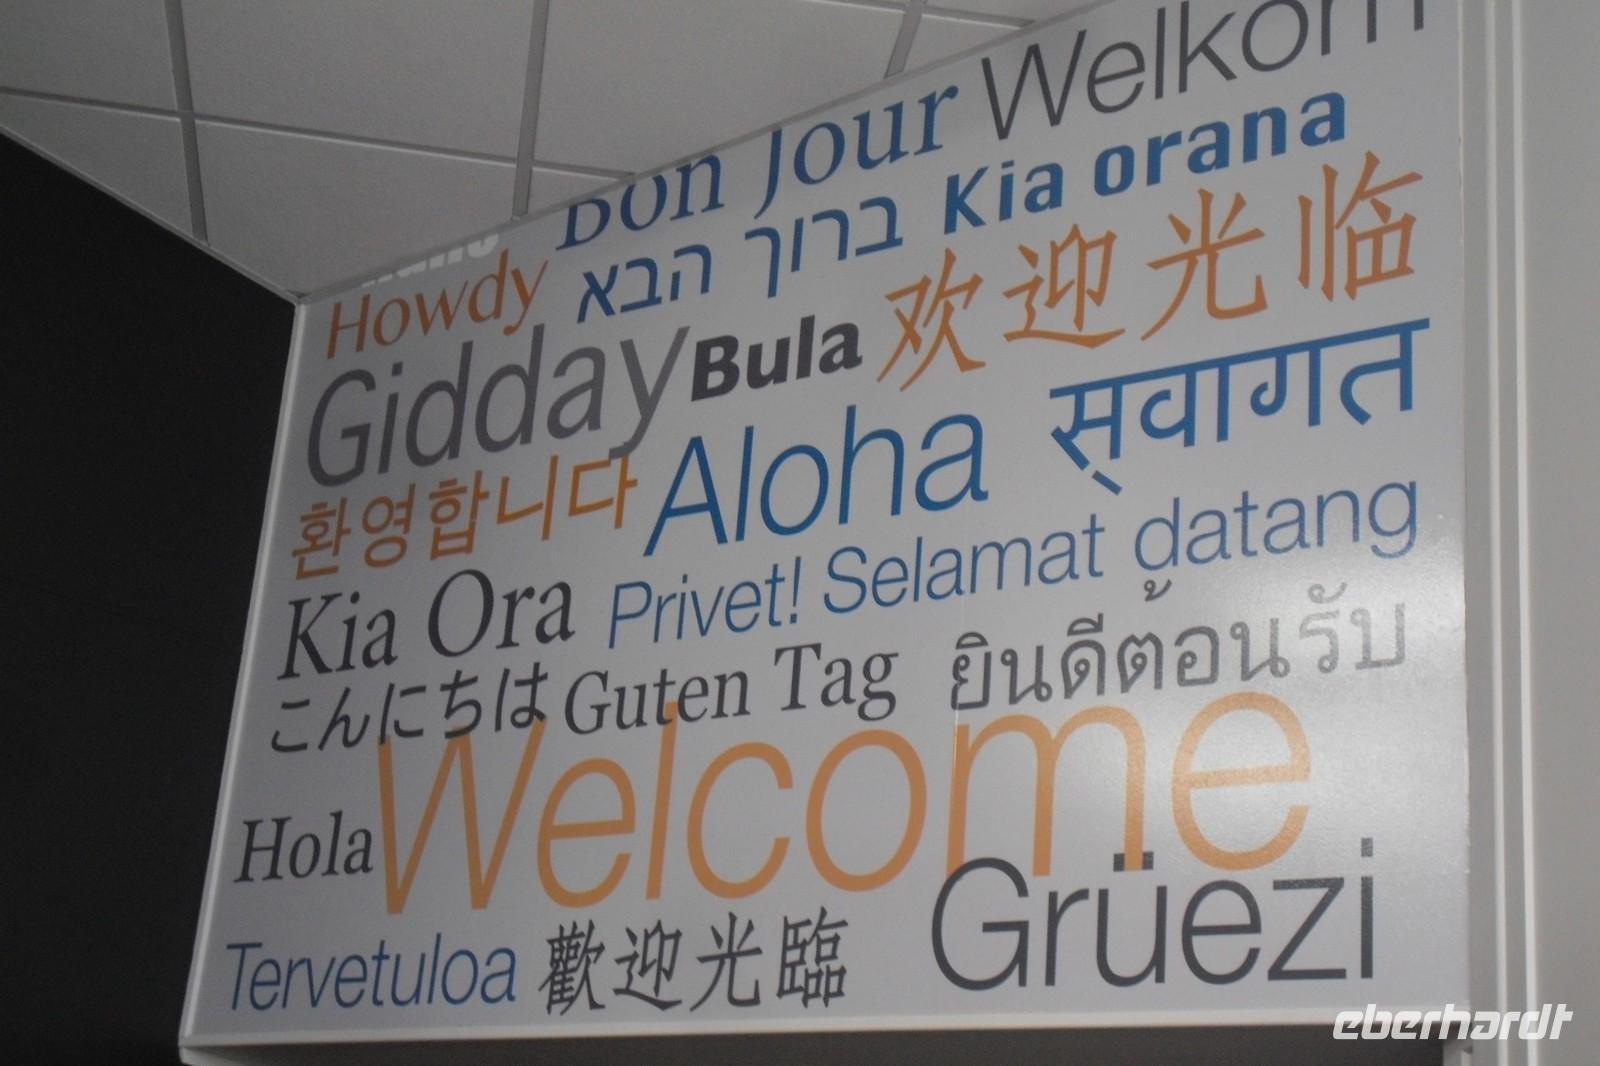 Bon Jour Welkom
Howdy ברוך הבא Kia orana
Gidday Bula 欢迎光临
환영합니다 Aloha स्वागत
Kia Ora Privet! Selamat datang
こんにちは Guten Tag ยินดีต้อนรับ
Hola Welcome
Tervetuloa 歡迎光臨 Grüezi
eberhardt